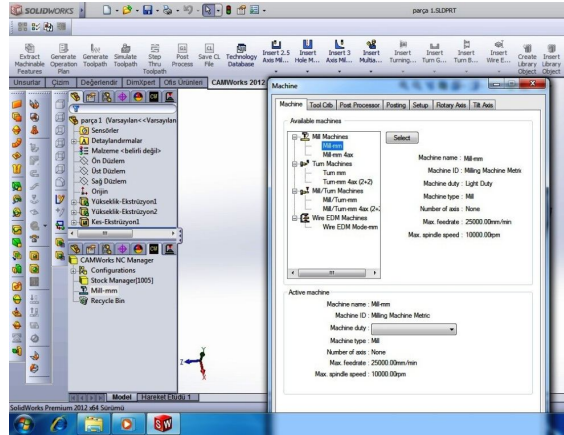 SOLIDWORKS
parça 1.SLDPRT
Extract Machinable Features
Generate Operation Plan
Generate Toolpath
Simulate Toolpath
Step Thru Toolpath
Post Process
Save CL File
Technology Database
Insert 2.5 Axis Mil...
Insert Hole M...
Insert 3 Axis Mil...
Insert Multia...
Insert Turning...
Insert Turn G...
Insert Turn B...
Insert Wire E...
Create Library Object
Insert Library Object
Unsurlar
Çizim
Değerlendir
DimXpert
Ofis Ürünleri
CAMWorks 2012
parça 1 (Varsayılan<<Varsayılan
Sensörler
Detaylandırmalar
Malzeme <belirli değil>
Ön Düzlem
Üst Düzlem
Sağ Düzlem
Orijin
Yükseklik-Ekstrüzyon1
Yükseklik-Ekstrüzyon2
Kes-Ekstrüzyon1
CAMWorks NC Manager
Configurations
Stock Manager[1005]
Mill-mm
Recycle Bin
Z
Y
X
Model
Hareket Etüdü 1
SolidWorks Premium 2012 x64 Sürümü
Machine
Machine
Tool Crib
Post Processor
Posting
Setup
Rotary Axis
Tilt Axis
Available machines
Mill Machines
Mill-mm
Mill-mm 4ax
Turn Machines
Turn mm
Turn-mm 4ax (2+2)
Mill/Turn Machines
Mill/Turn-mm
Mill/Turn-mm 4ax (2+2
Wire EDM Machines
Wire EDM Mode-mm
Select
Machine name : Mill-mm
Machine ID : Milling Machine Metric
Machine duty : Light Duty
Machine type : Mill
Number of axis : None
Max. feedrate : 25000.00mm/min
Max. spindle speed : 10000.00rpm
Active machine
Machine name : Mill-mm
Machine ID : Milling Machine Metric
Machine duty :
Machine type : Mill
Number of axis : None
Max. feedrate : 25000.00mm/min
Max. spindle speed : 10000.00rpm